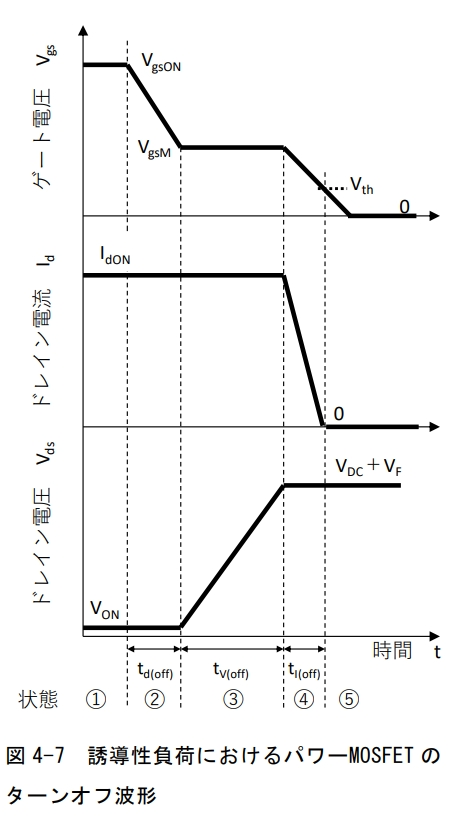 ゲート電圧 Vgs
VgsON
VgsM
Vth
0
ドレイン電流 Id
IdON
0
ドレイン電圧 Vds
VDC＋VF
VON
時間 t
td(off) tV(off) tI(off)
状態 ① ② ③ ④ ⑤
図 4-7 誘導性負荷におけるパワーMOSFET の
ターンオフ波形